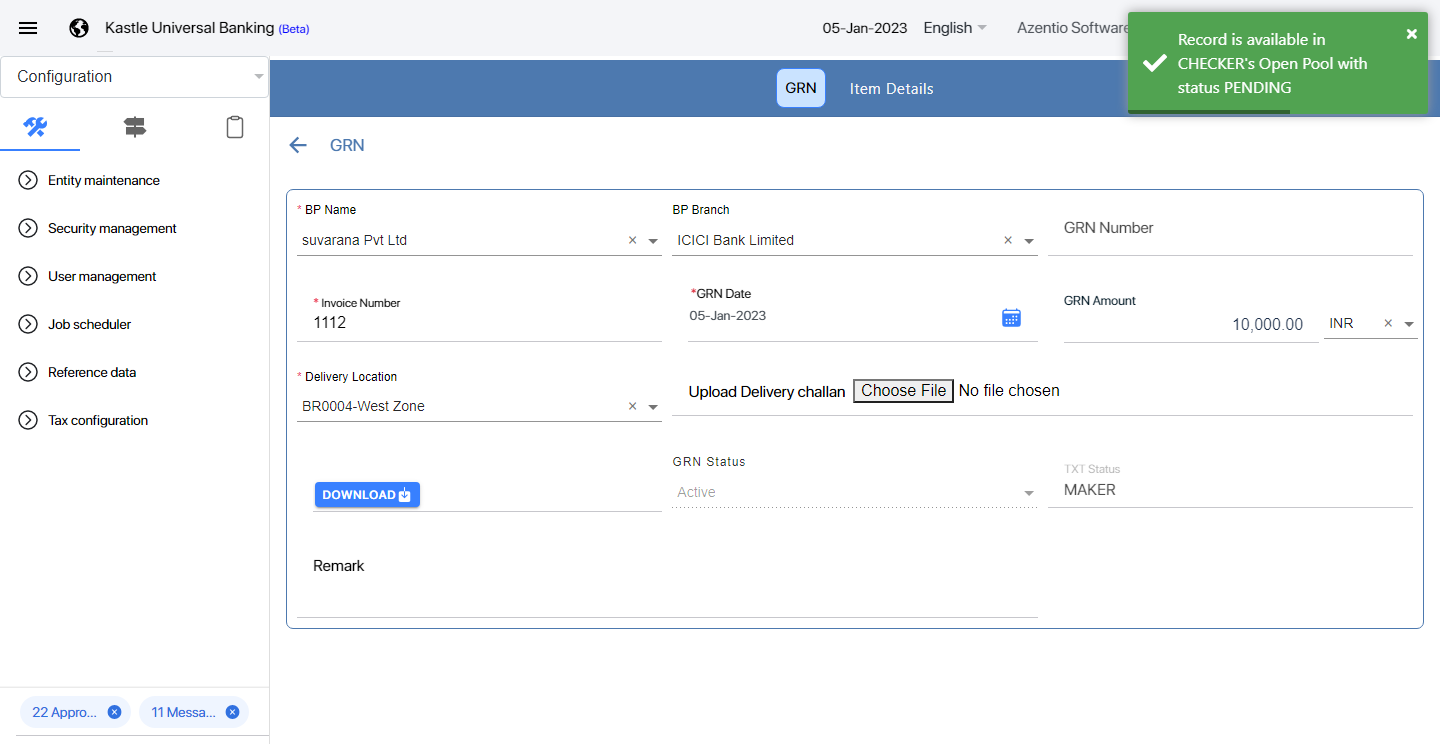 Kastle Universal Banking (Beta)
05-Jan-2023
English
Azentio Software
Record is available in
CHECKER's Open Pool with
status PENDING
Configuration
Entity maintenance
Security management
User management
Job scheduler
Reference data
Tax configuration
22 Appro...
11 Messa...
GRN
Item Details
GRN
* BP Name
suvarana Pvt Ltd
BP Branch
ICICI Bank Limited
GRN Number
* Invoice Number
1112
*GRN Date
05-Jan-2023
GRN Amount
10,000.00
INR
* Delivery Location
BR0004-West Zone
Upload Delivery challan Choose File No file chosen
DOWNLOAD
GRN Status
Active
TXT Status
MAKER
Remark